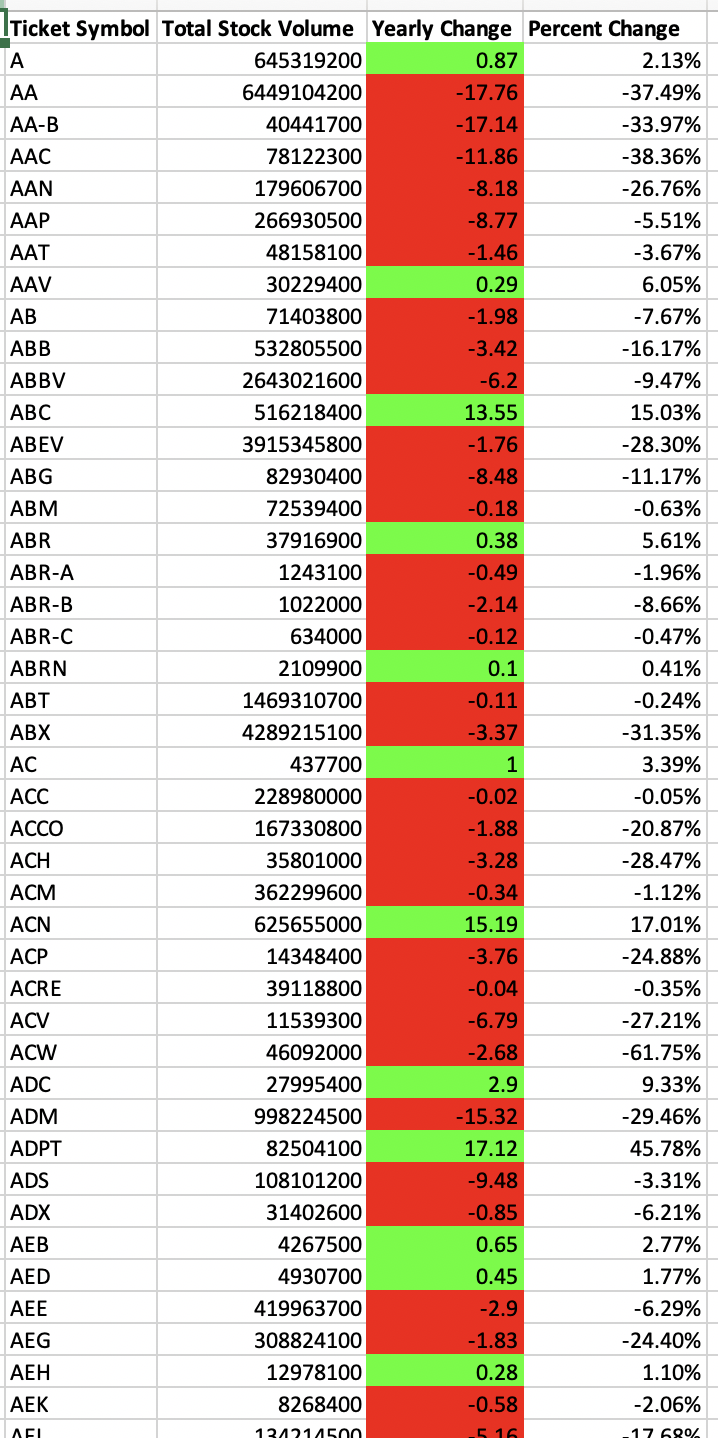 Ticket Symbol Total Stock Volume Yearly Change Percent Change
A 645319200 0.87 2.13%
AA 6449104200 -17.76 -37.49%
AA-B 40441700 -17.14 -33.97%
AAC 78122300 -11.86 -38.36%
AAN 179606700 -8.18 -26.76%
AAP 266930500 -8.77 -5.51%
AAT 48158100 -1.46 -3.67%
AAV 30229400 0.29 6.05%
AB 71403800 -1.98 -7.67%
ABB 532805500 -3.42 -16.17%
ABBV 2643021600 -6.2 -9.47%
ABC 516218400 13.55 15.03%
ABEV 3915345800 -1.76 -28.30%
ABG 82930400 -8.48 -11.17%
ABM 72539400 -0.18 -0.63%
ABR 37916900 0.38 5.61%
ABR-A 1243100 -0.49 -1.96%
ABR-B 1022000 -2.14 -8.66%
ABR-C 634000 -0.12 -0.47%
ABRN 2109900 0.1 0.41%
ABT 1469310700 -0.11 -0.24%
ABX 4289215100 -3.37 -31.35%
AC 437700 1 3.39%
ACC 228980000 -0.02 -0.05%
ACCO 167330800 -1.88 -20.87%
ACH 35801000 -3.28 -28.47%
ACM 362299600 -0.34 -1.12%
ACN 625655000 15.19 17.01%
ACP 14348400 -3.76 -24.88%
ACRE 39118800 -0.04 -0.35%
ACV 11539300 -6.79 -27.21%
ACW 46092000 -2.68 -61.75%
ADC 27995400 2.9 9.33%
ADM 998224500 -15.32 -29.46%
ADPT 82504100 17.12 45.78%
ADS 108101200 -9.48 -3.31%
ADX 31402600 -0.85 -6.21%
AEB 4267500 0.65 2.77%
AED 4930700 0.45 1.77%
AEE 419963700 -2.9 -6.29%
AEG 308824100 -1.83 -24.40%
AEH 12978100 0.28 1.10%
AEK 8268400 -0.58 -2.06%
134214500 -5.16 -17.68%